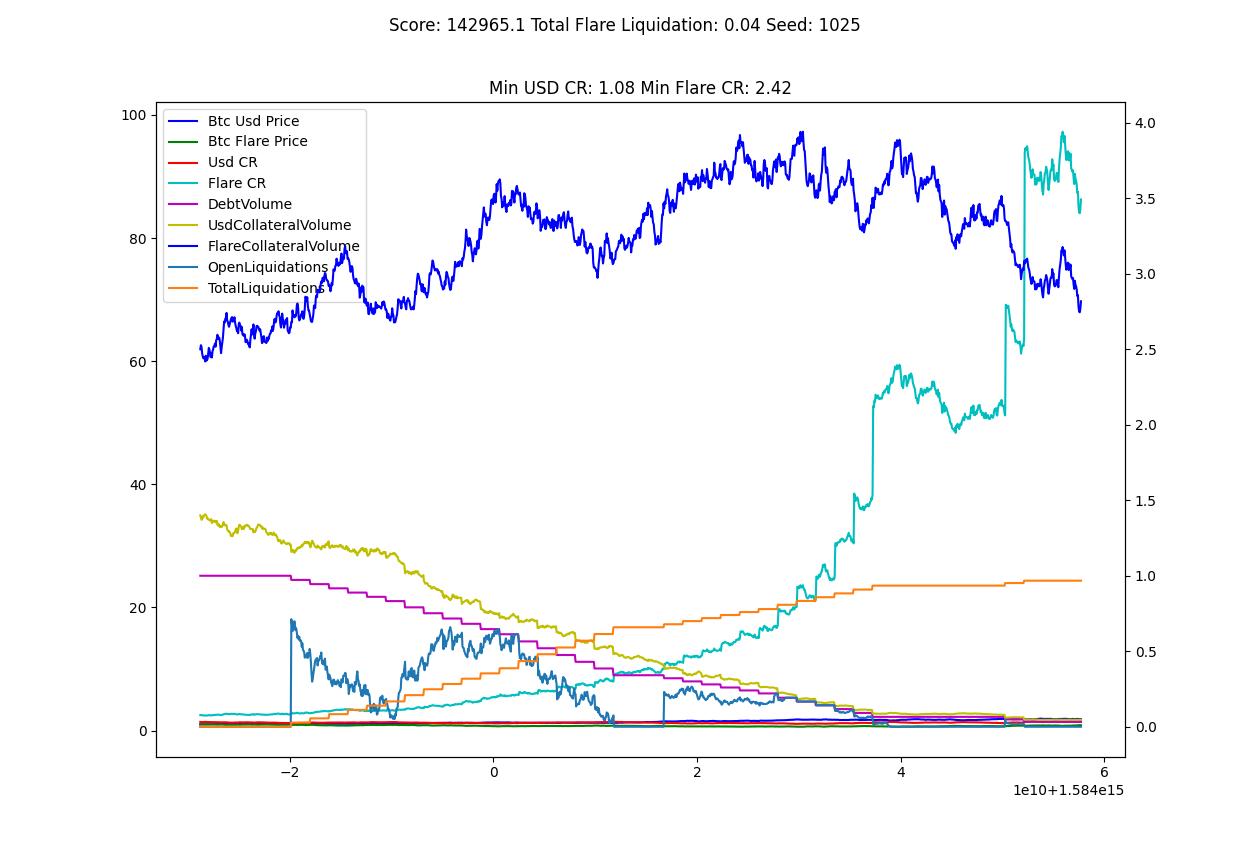 Score: 142965.1 Total Flare Liquidation: 0.04 Seed: 1025
Min USD CR: 1.08 Min Flare CR: 2.42
Btc Usd Price
Btc Flare Price
Usd CR
Flare CR
DebtVolume
UsdCollateralVolume
FlareCollateralVolume
OpenLiquidations
TotalLiquidations
100
80
60
40
20
0
4.0
3.5
3.0
2.5
2.0
1.5
1.0
0.5
0.0
−2 0 2 4 6
1e10+1.584e15